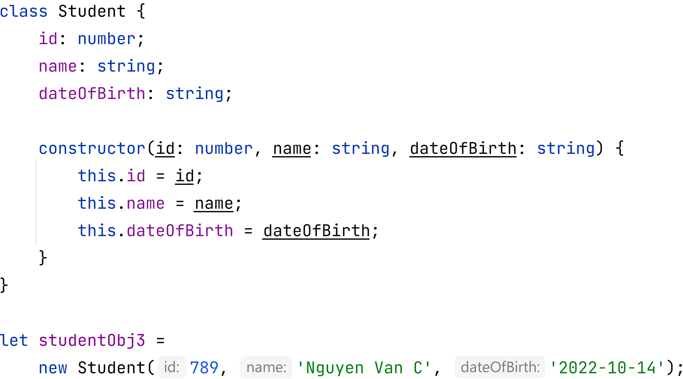 class Student {
    id: number;
    name: string;
    dateOfBirth: string;

    constructor(id: number, name: string, dateOfBirth: string) {
        this.id = id;
        this.name = name;
        this.dateOfBirth = dateOfBirth;
    }
}

let studentObj3 =
    new Student( id: 789, name: 'Nguyen Van C', dateOfBirth: '2022-10-14');